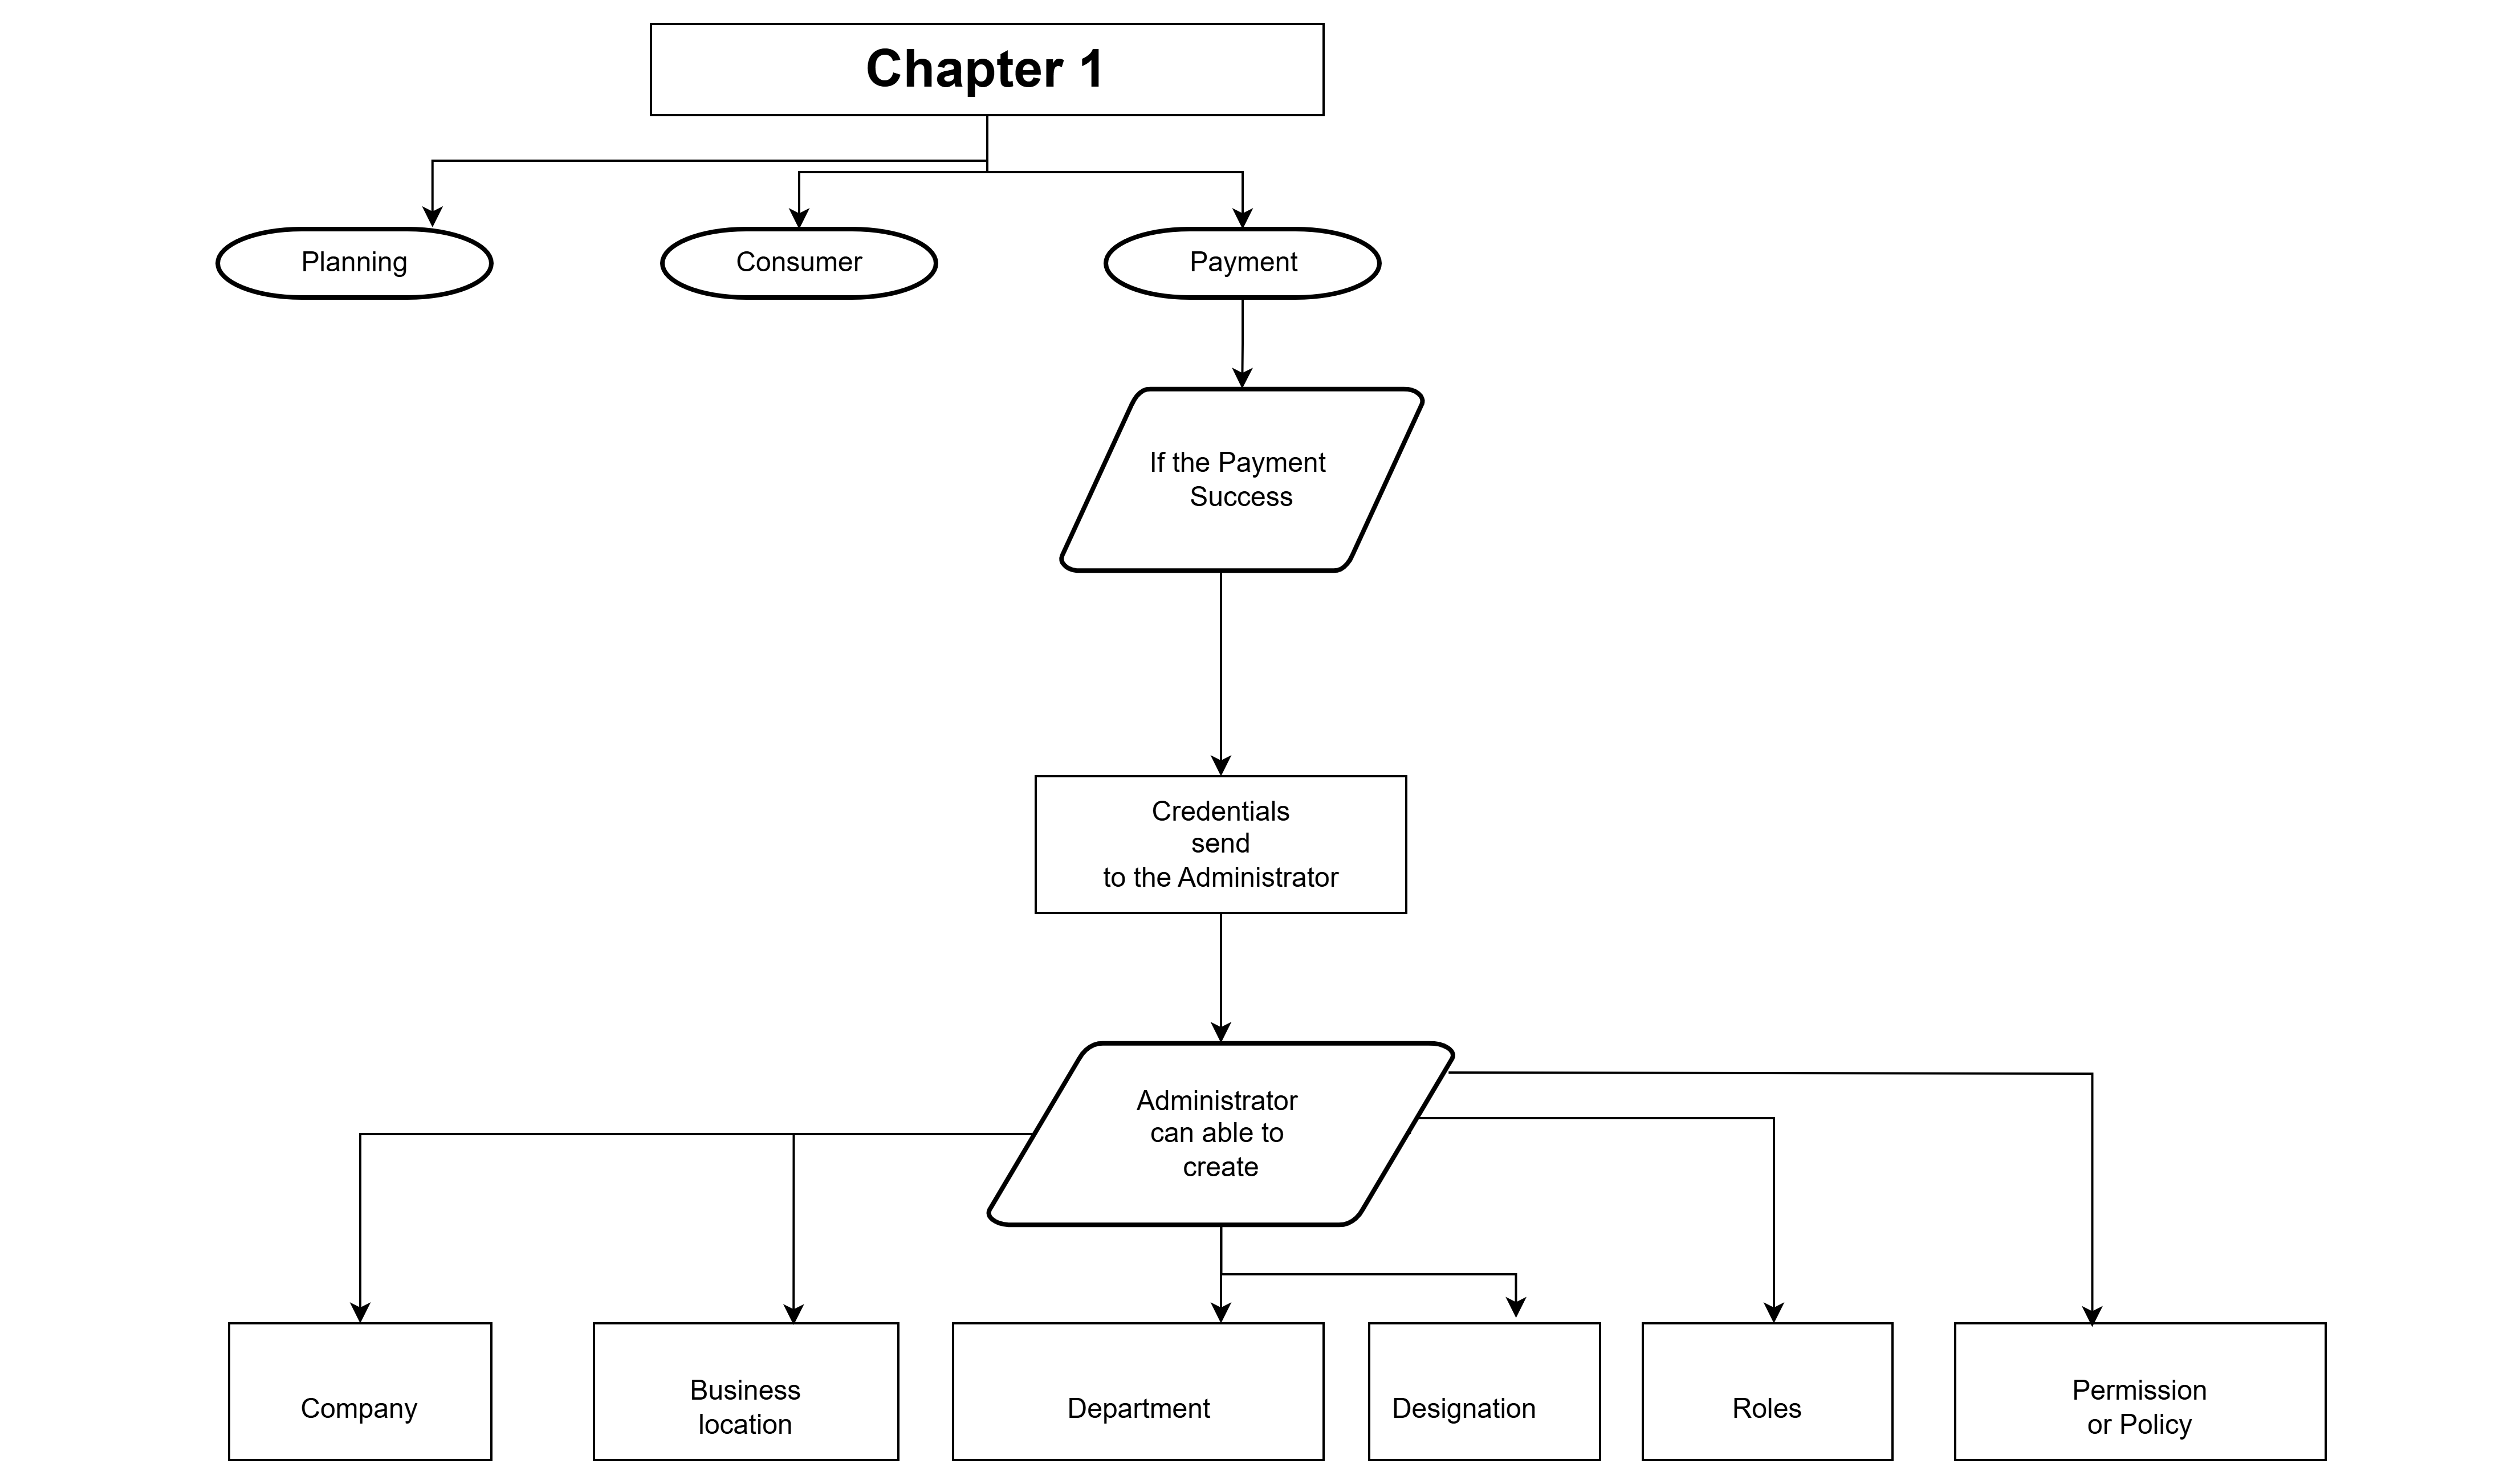 Chapter 1
Planning
Consumer
Payment
If the Payment
Success
Credentials
send
to the Administrator
Administrator
can able to
create
Company
Business
location
Department
Designation
Roles
Permission
or Policy